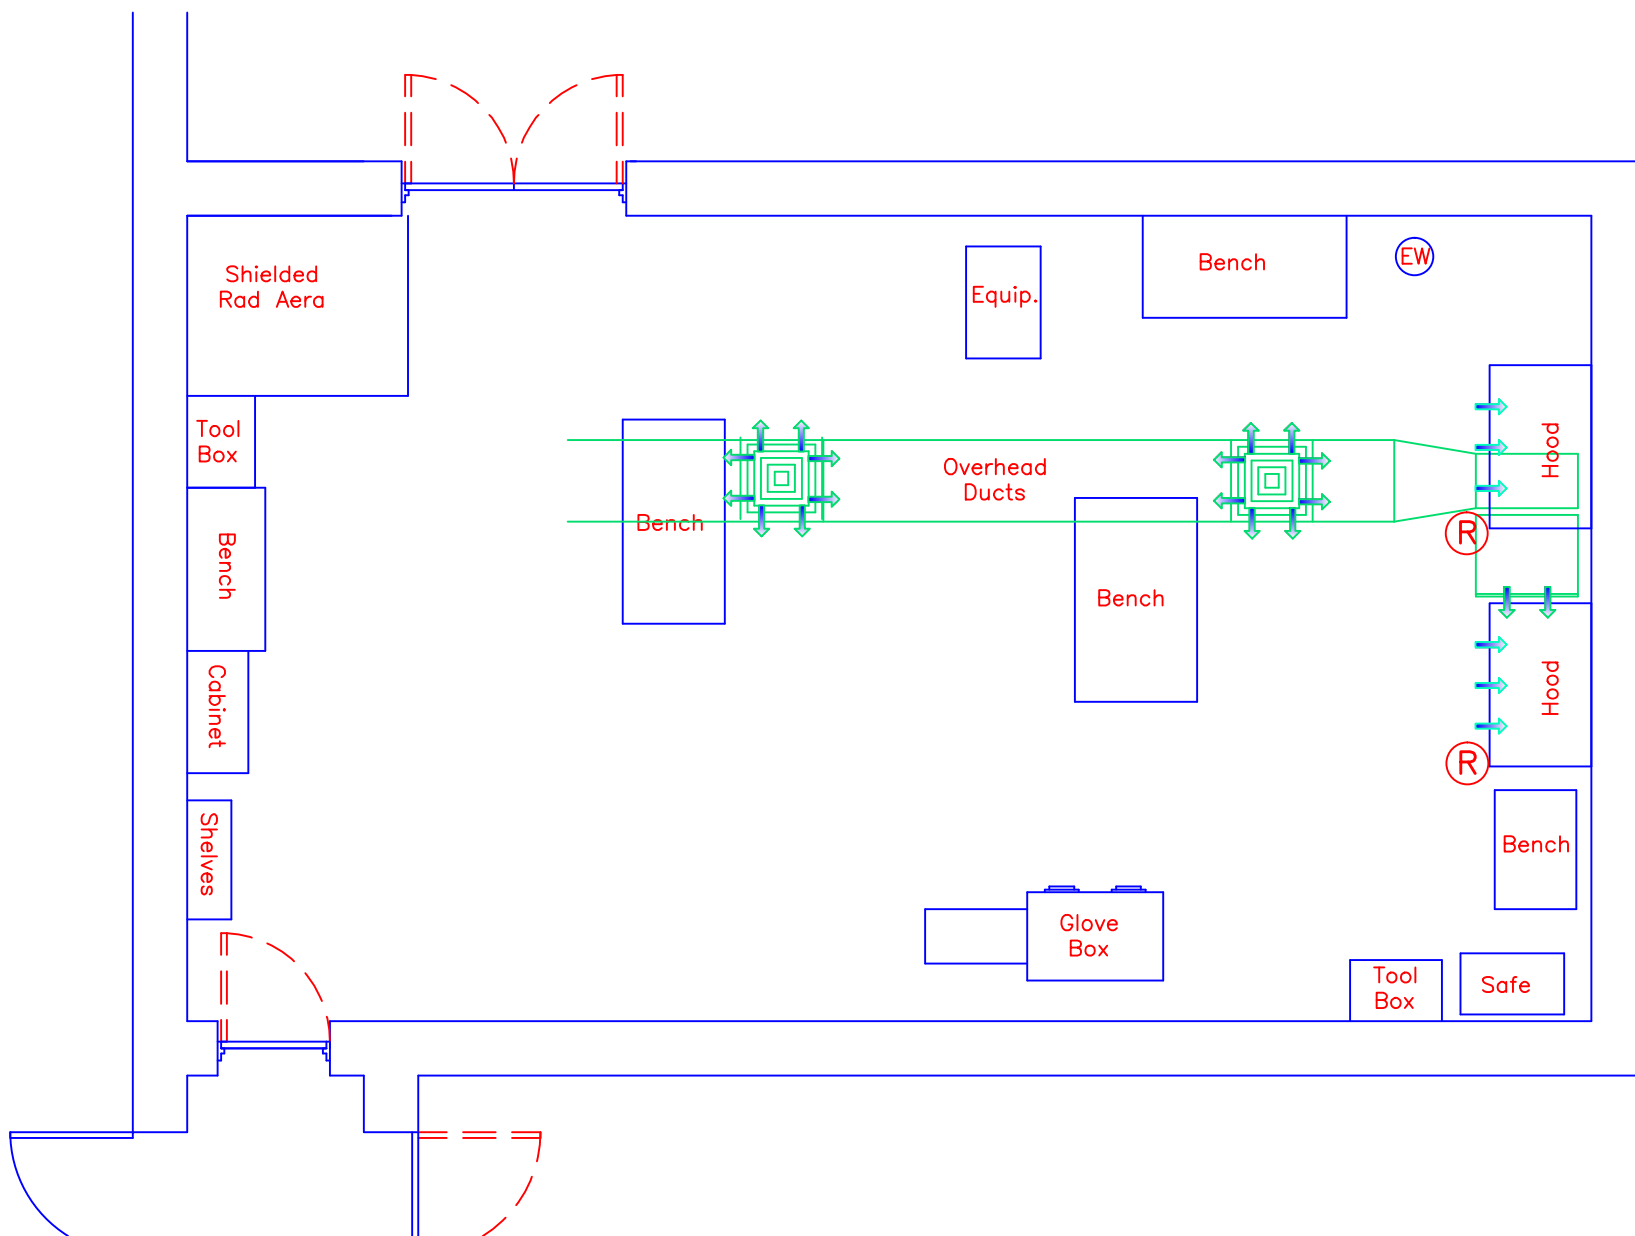 Shielded
Rad Aera
Bench
EW
Equip.
Tool
Box
Hood
Overhead
Ducts
Bench
R
Bench
Bench
Cabinet
Hood
R
Shelves
Bench
Glove
Box
Tool
Box
Safe